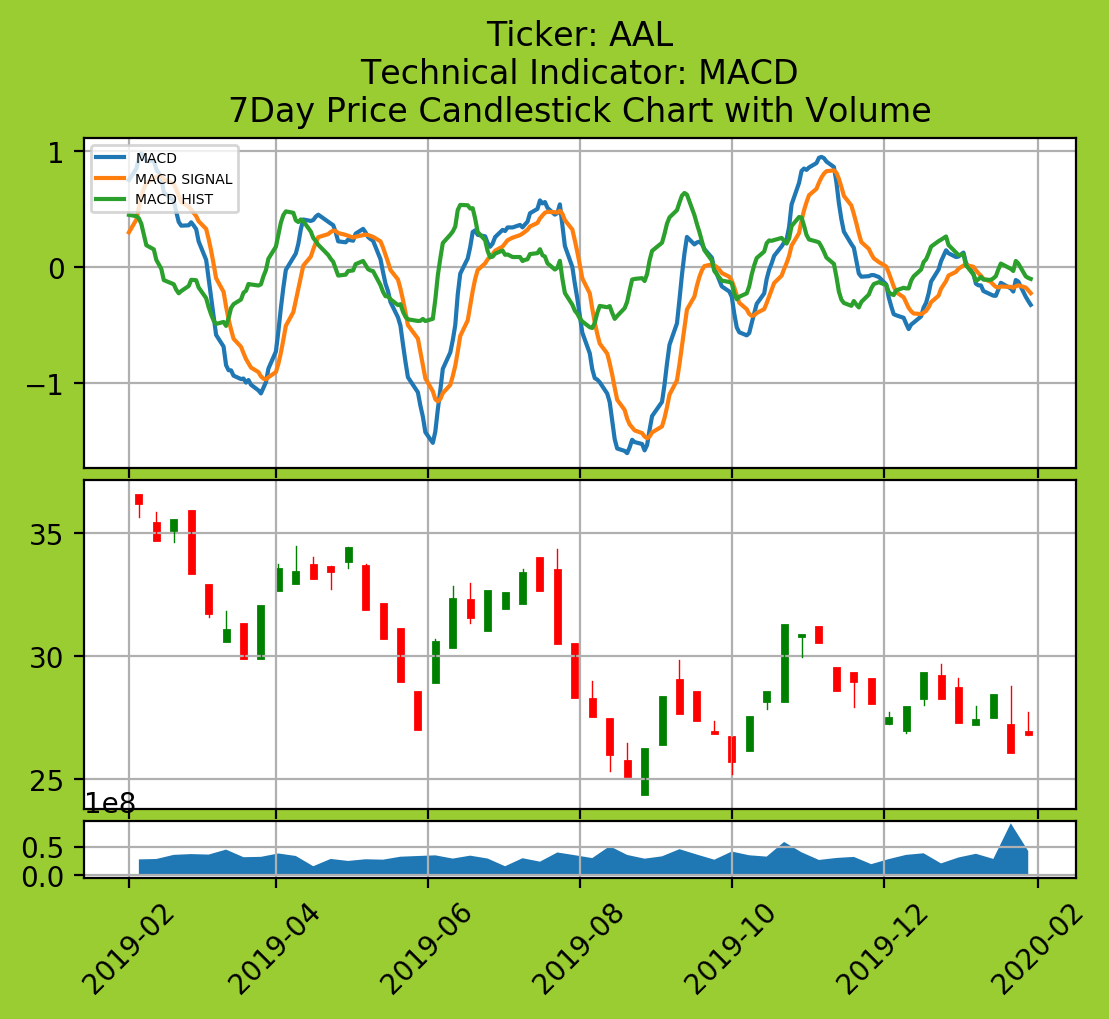 Ticker: AAL
Technical Indicator: MACD
7Day Price Candlestick Chart with Volume
1
0
−1
MACD
MACD SIGNAL
MACD HIST
35
30
25
1e8
0.5
0.0
2019-02
2019-04
2019-06
2019-08
2019-10
2019-12
2020-02